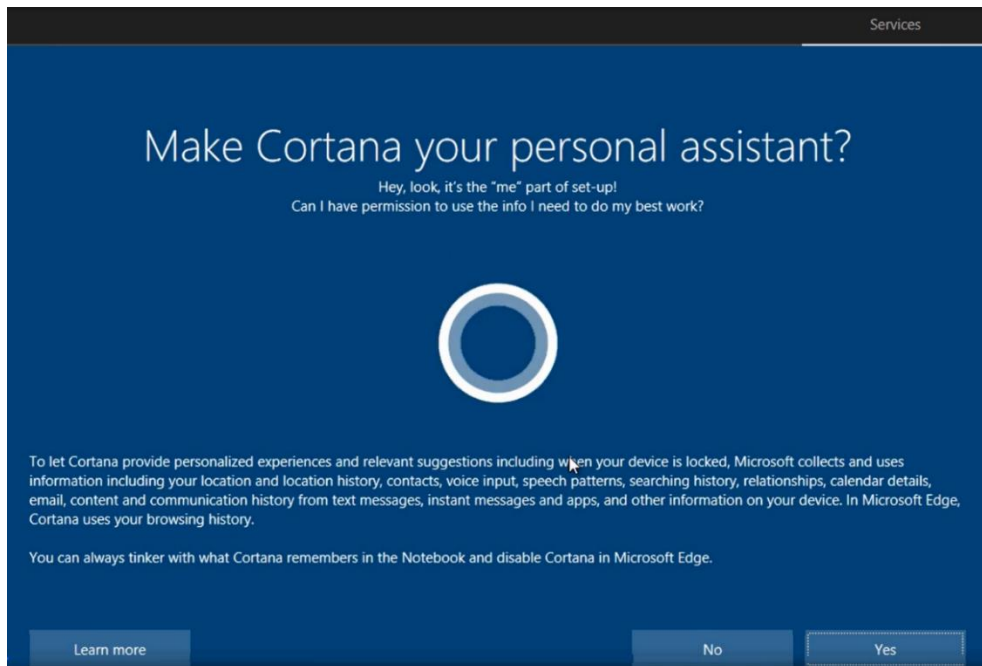 Services
Make Cortana your personal assistant?
Hey, look, it's the "me" part of set-up!
Can I have permission to use the info I need to do my best work?
To let Cortana provide personalized experiences and relevant suggestions including when your device is locked, Microsoft collects and uses
information including your location and location history, contacts, voice input, speech patterns, searching history, relationships, calendar details,
email, content and communication history from text messages, instant messages and apps, and other information on your device. In Microsoft Edge,
Cortana uses your browsing history.
You can always tinker with what Cortana remembers in the Notebook and disable Cortana in Microsoft Edge.
Learn more
No
Yes